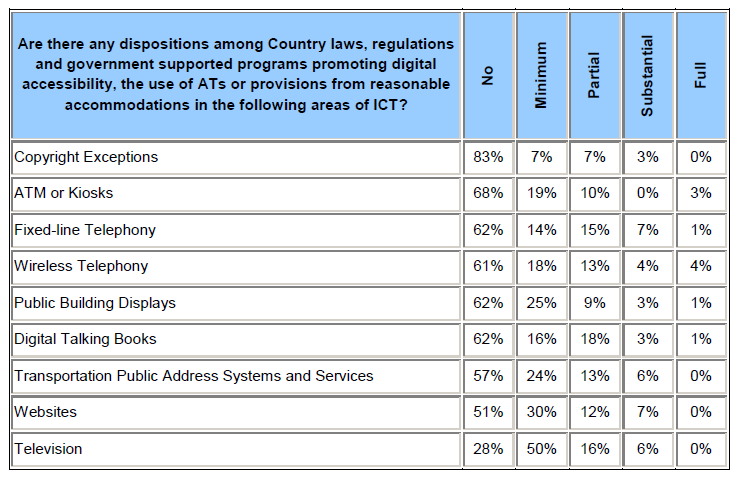 Are there any dispositions among Country laws, regulations
and government supported programs promoting digital
accessibility, the use of ATs or provisions from reasonable
accommodations in the following areas of ICT?
No Minimum Partial Substantial Full
Copyright Exceptions 83% 7% 7% 3% 0%
ATM or Kiosks 68% 19% 10% 0% 3%
Fixed-line Telephony 62% 14% 15% 7% 1%
Wireless Telephony 61% 18% 13% 4% 4%
Public Building Displays 62% 25% 9% 3% 1%
Digital Talking Books 62% 16% 18% 3% 1%
Transportation Public Address Systems and Services 57% 24% 13% 6% 0%
Websites 51% 30% 12% 7% 0%
Television 28% 50% 16% 6% 0%